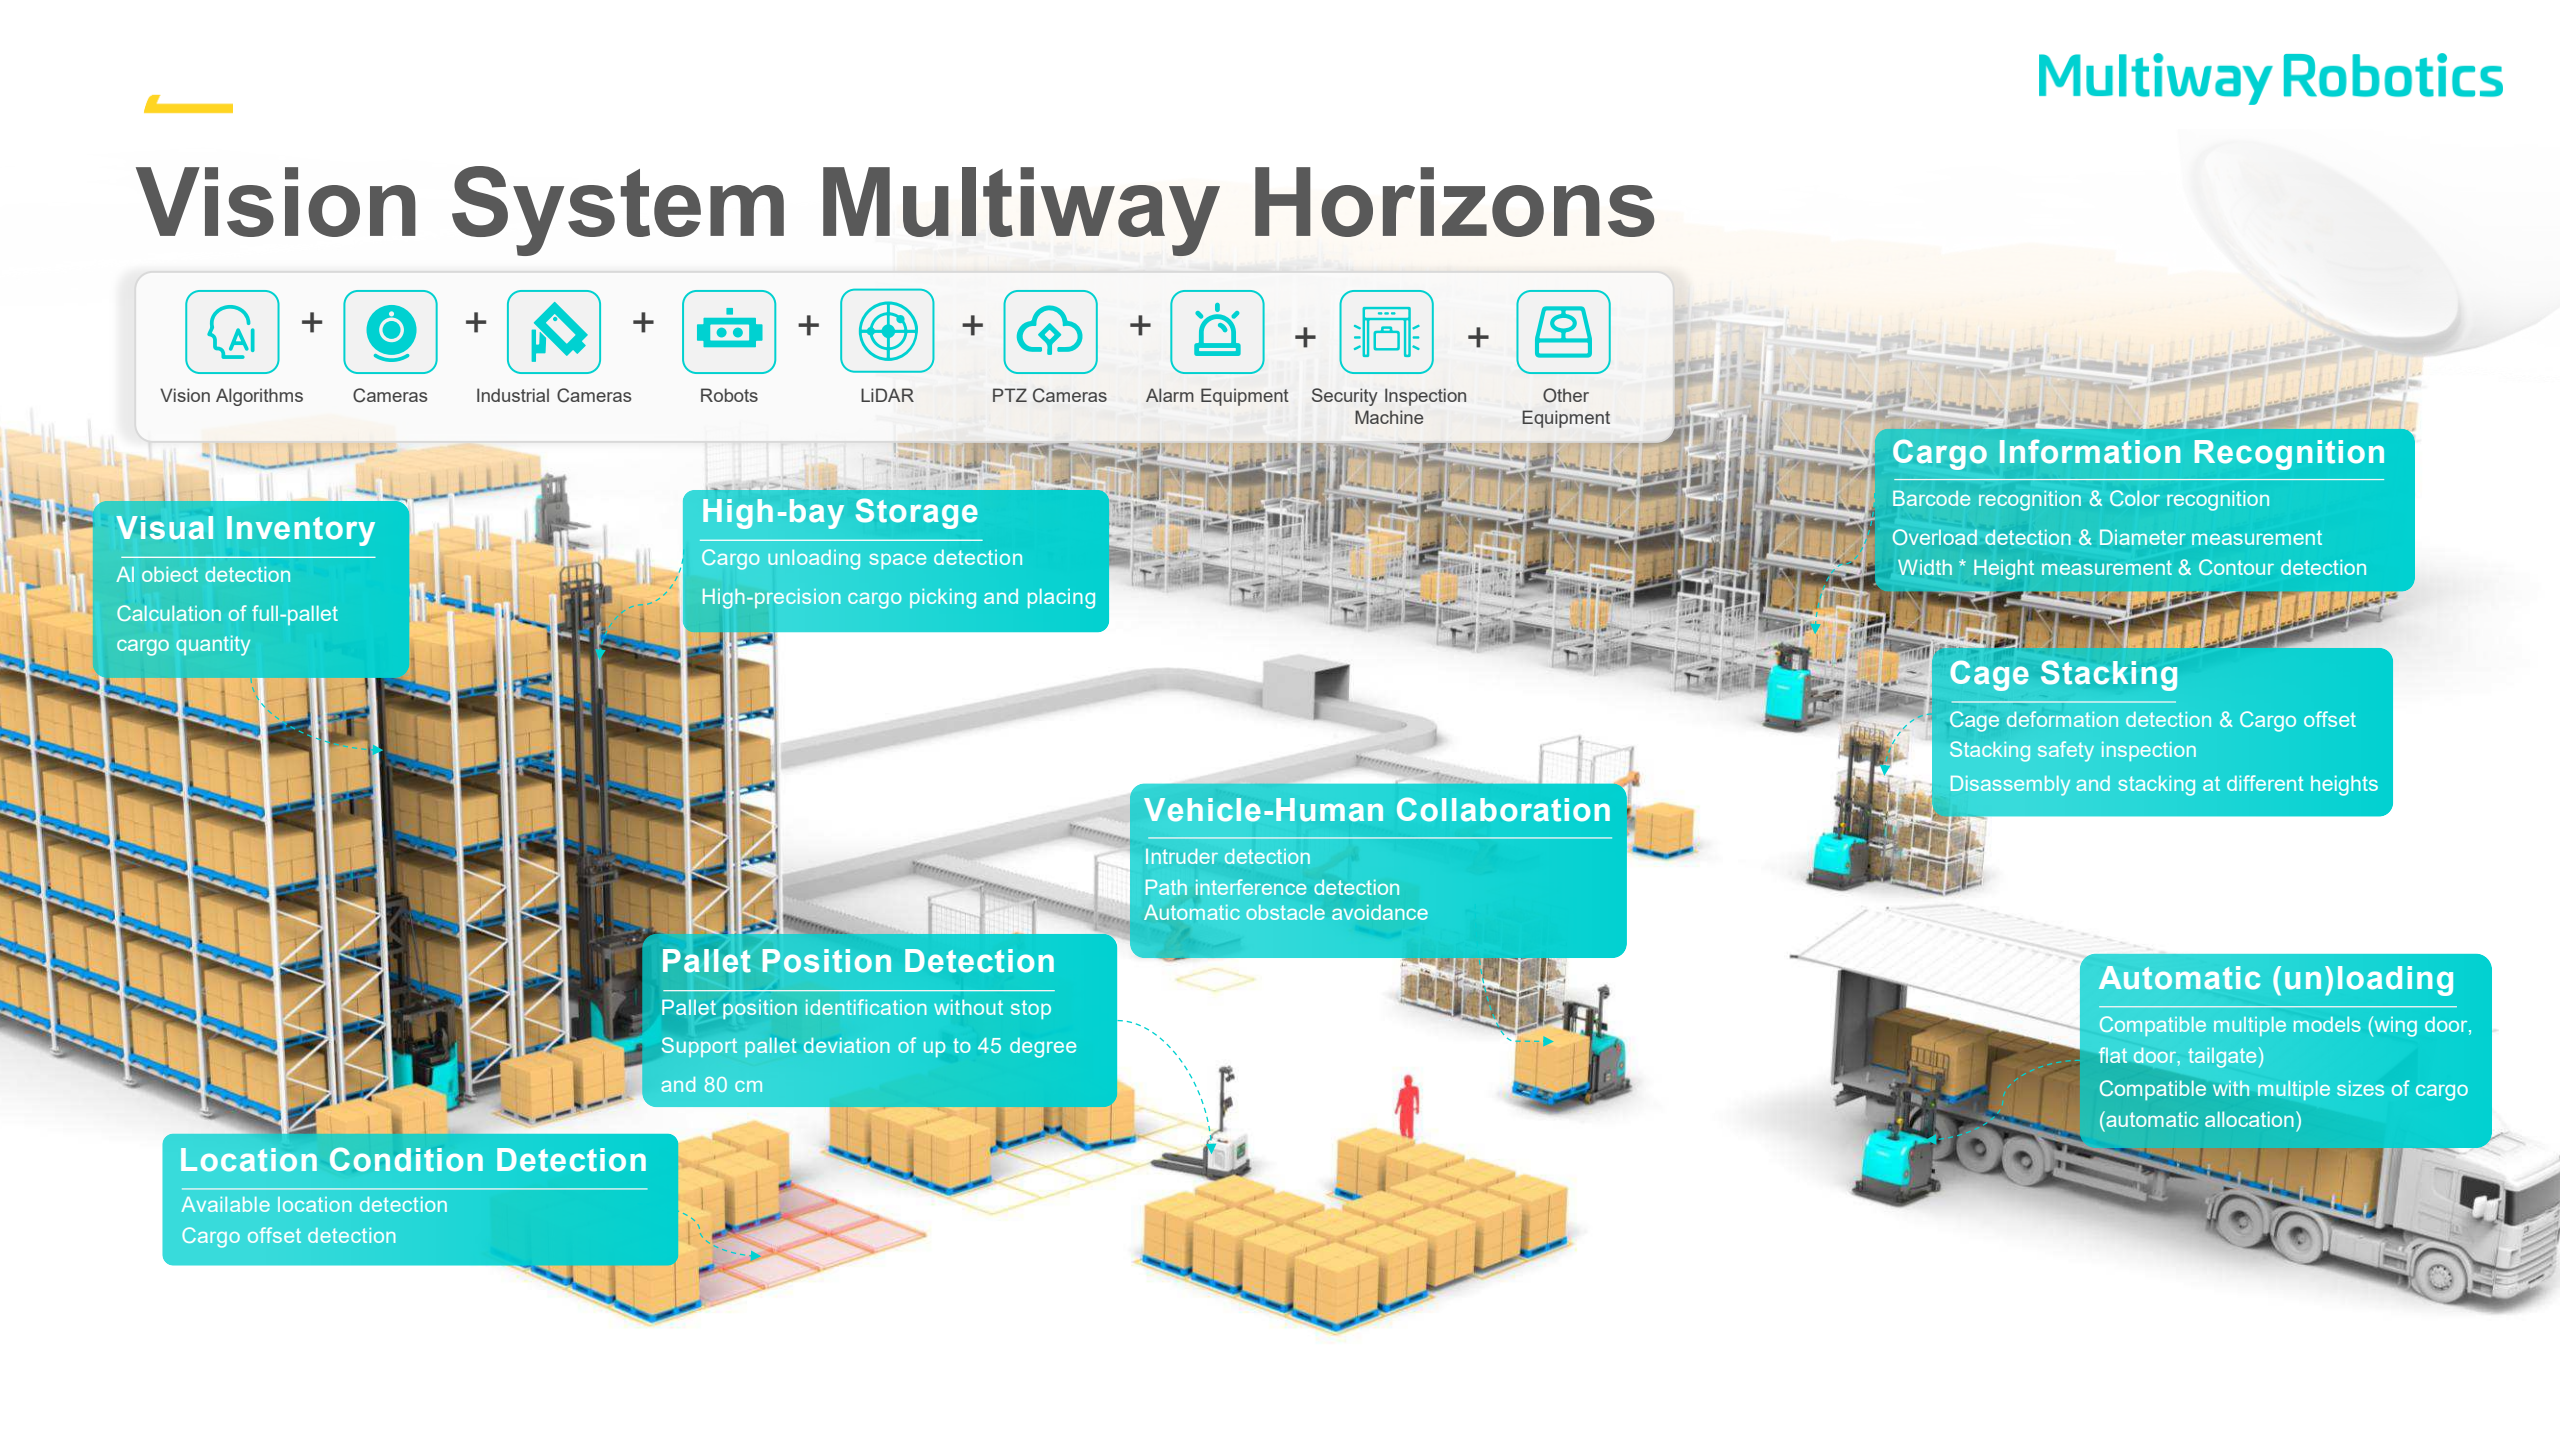 Multiway Robotics
Vision System Multiway Horizons
AI
+ + + + + + + +
Vision Algorithms
Cameras
Industrial Cameras
Robots
LiDAR
PTZ Cameras
Alarm Equipment
Security Inspection
Machine
Other
Equipment
Visual Inventory
Al obiect detection
Calculation of full-pallet
cargo quantity
High-bay Storage
Cargo unloading space detection
High-precision cargo picking and placing
Cargo Information Recognition
Barcode recognition & Color recognition
Overload detection & Diameter measurement
Width * Height measurement & Contour detection
Cage Stacking
Cage deformation detection & Cargo offset
Stacking safety inspection
Disassembly and stacking at different heights
Vehicle-Human Collaboration
Intruder detection
Path interference detection
Automatic obstacle avoidance
Pallet Position Detection
Pallet position identification without stop
Support pallet deviation of up to 45 degree
and 80 cm
Automatic (un)loading
Compatible multiple models (wing door,
flat door, tailgate)
Compatible with multiple sizes of cargo
(automatic allocation)
Location Condition Detection
Available location detection
Cargo offset detection